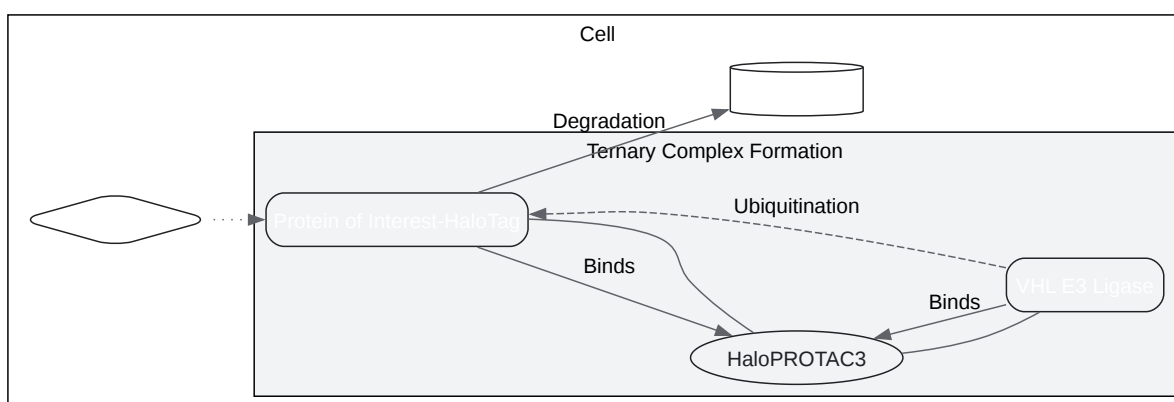 Cell
Degradation
Ternary Complex Formation
Protein of Interest-HaloTag
Ubiquitination
Binds
VHL E3 Ligase
Binds
HaloPROTAC3